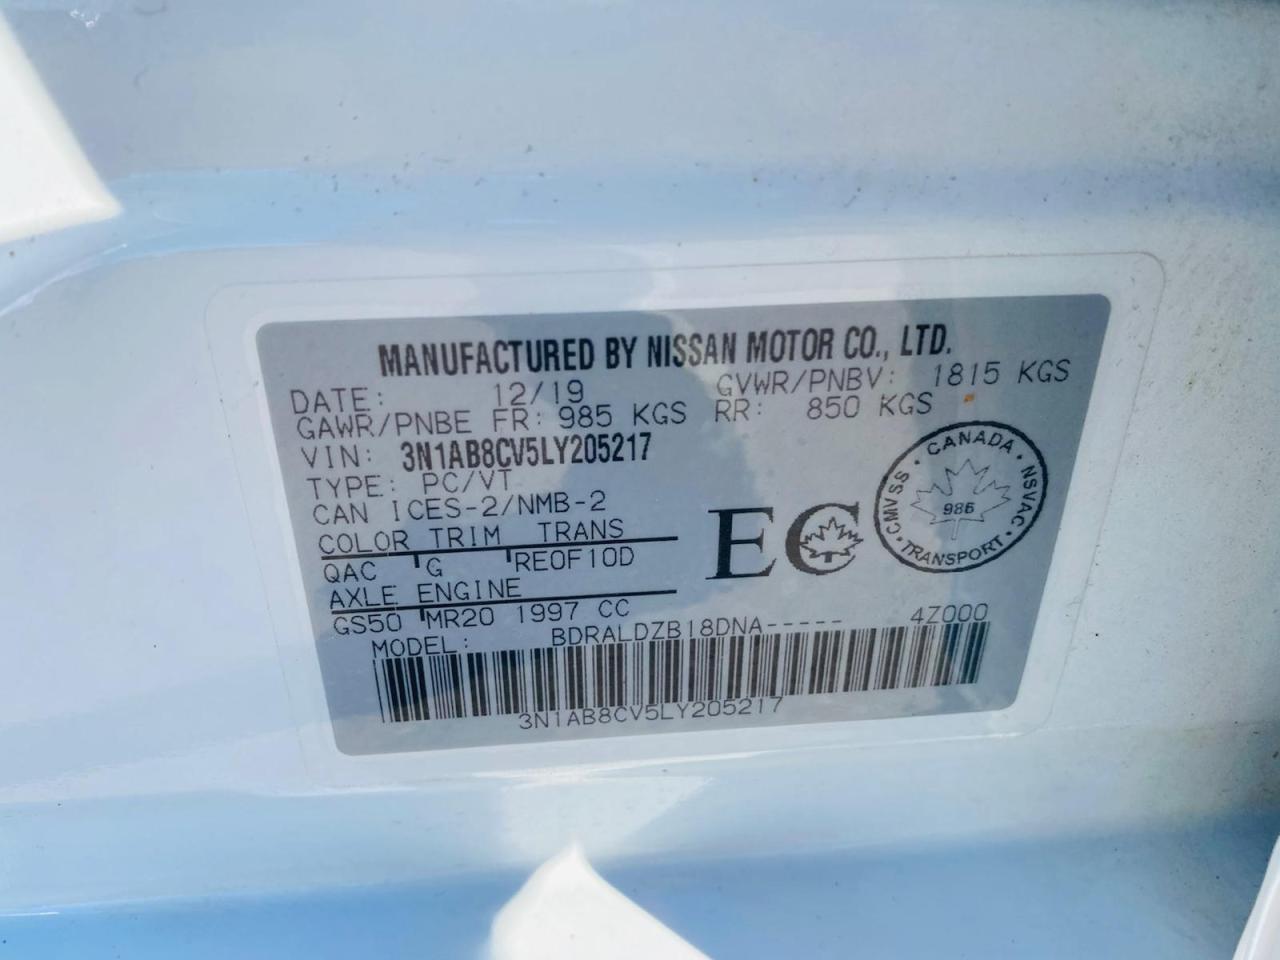 MANUFACTURED BY NISSAN MOTOR CO., LTD.
DATE: 12/19 GVWR/PNBV: 1815 KGS
GAWR/PNBE FR: 985 KGS RR: 850 KGS
VIN: 3N1AB8CV5LY205217
TYPE: PC/VT
CAN ICES-2/NMB-2
COLOR TRIM TRANS
QAC G RE0F10D
AXLE ENGINE
GS50 MR20 1997 CC
MODEL: BDRALDZB18DNA----- 4Z000
3N1AB8CV5LY205217
EC
CANADA
CMVSS · NSVAC
986
TRANSPORT